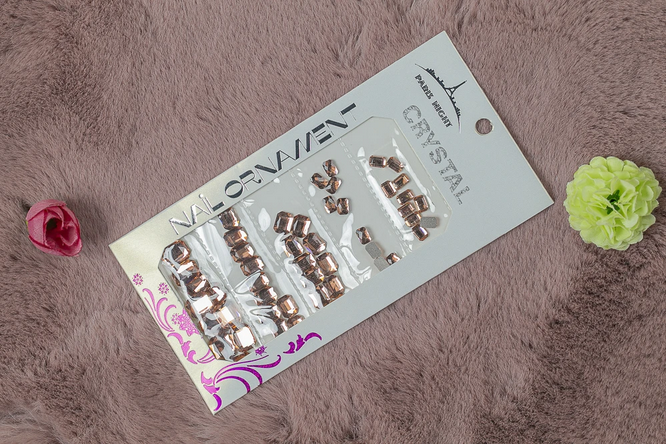 PARIS NIGHT
CRYSTAL
NAIL ORNAMENT